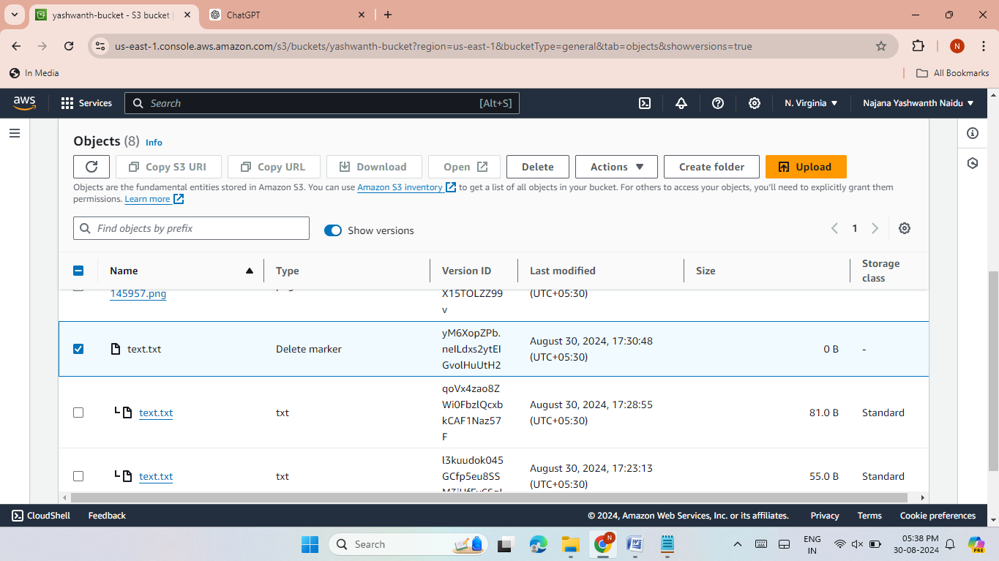 yashwanth-bucket - S3 bucket
ChatGPT
us-east-1.console.aws.amazon.com/s3/buckets/yashwanth-bucket?region=us-east-1&bucketType=general&tab=objects&showversions=true
N
In Media
All Bookmarks
aws
Services
Search
[Alt+S]
N. Virginia
Najana Yashwanth Naidu
Objects (8) Info
Copy S3 URI
Copy URL
Download
Open
Delete
Actions
Create folder
Upload
Objects are the fundamental entities stored in Amazon S3. You can use Amazon S3 inventory to get a list of all objects in your bucket. For others to access your objects, you'll need to explicitly grant them
permissions. Learn more
Find objects by prefix
Show versions
1
Name
Type
Version ID
Last modified
Size
Storage
class
145957.png
X15TOLZZ99
v
(UTC+05:30)
text.txt
Delete marker
yM6XopZPb.
August 30, 2024, 17:30:48
(UTC+05:30)
0 B
-
text.txt
txt
qoVx4zao8Z
kCAF1Naz57
F
August 30, 2024, 17:28:55
(UTC+05:30)
81.0 B
Standard
text.txt
txt
GCfp5eu8SS
August 30, 2024, 17:23:13
(UTC+05:30)
55.0 B
Standard
CloudShell
Feedback
© 2024, Amazon Web Services, Inc. or its affiliates.
Privacy
Terms
Cookie preferences
Search
N
ENG
IN
05:38 PM
30-08-2024
PRE